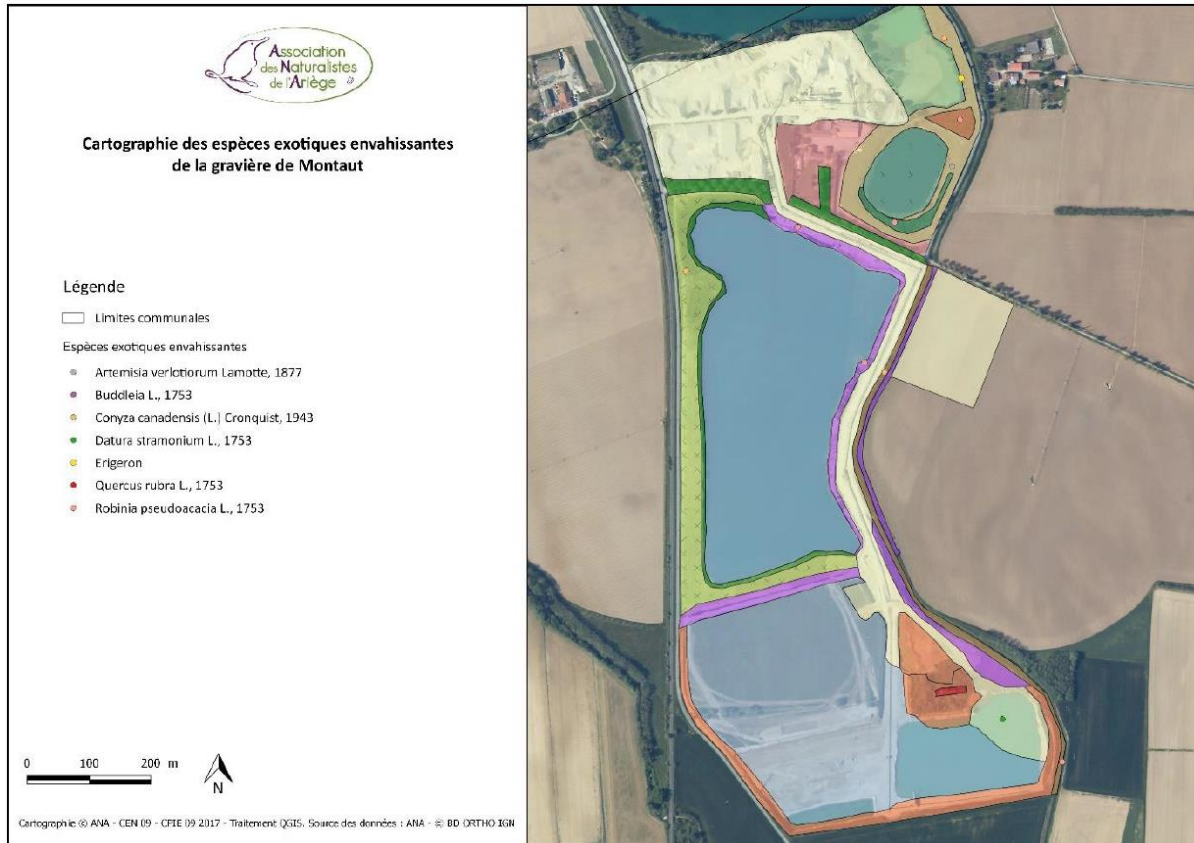 Association
des Naturalistes
de l'Ariège
Cartographie des espèces exotiques envahissantes
de la gravière de Montaut
Légende
Limites communales
Espèces exotiques envahissantes
Artemisia verlotiorum Lamotte, 1877
Buddleia L., 1753
Conyza canadensis (L.) Cronquist, 1943
Datura stramonium L., 1753
Erigeron
Quercus rubra L., 1753
Robinia pseudoacacia L., 1753
0 100 200 m
N
Cartographie © ANA - CEN 09 - CPIE 09 2017 - Traitement QGIS. Source des données : ANA - © BD ORTHO IGN